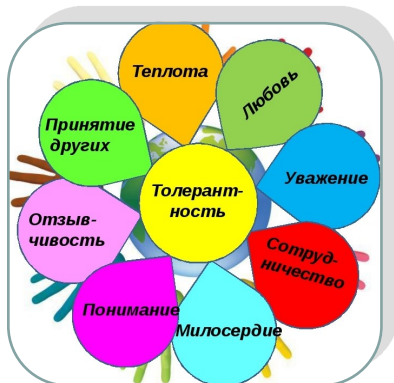 Теплота
Любовь
Уважение
Сотруд-
ничество
Милосердие
Понимание
Отзыв-
чивость
Принятие
других
Толерант-
ность